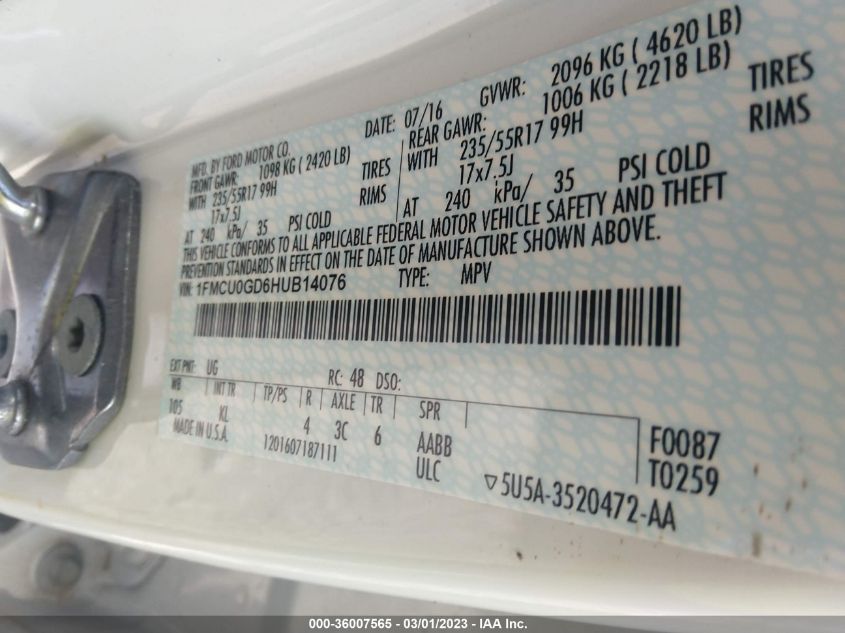 MFD. BY FORD MOTOR CO.
DATE: 07/16 GVWR: 2096 KG ( 4620 LB)
FRONT GAWR: 1098 KG ( 2420 LB)
REAR GAWR: 1006 KG ( 2218 LB)
WITH 235/55R17 99H TIRES
WITH 235/55R17 99H TIRES
17x7.5J RIMS
17x7.5J RIMS
AT 240 kPa/ 35 PSI COLD
AT 240 kPa/ 35 PSI COLD
THIS VEHICLE CONFORMS TO ALL APPLICABLE FEDERAL MOTOR VEHICLE SAFETY AND THEFT
PREVENTION STANDARDS IN EFFECT ON THE DATE OF MANUFACTURE SHOWN ABOVE.
VIN: 1FMCU0GD6HUB14076 TYPE: MPV
EXT PNT: UG RC: 48 DSO:
WB INT TR TP/PS R AXLE TR SPR
105 KL 4 3C 6 AABB
MADE IN U.S.A. 1201607187111 ULC
F0087
T0259
▽5U5A-3520472-AA
000-36007565 - 03/01/2023 - IAA Inc.